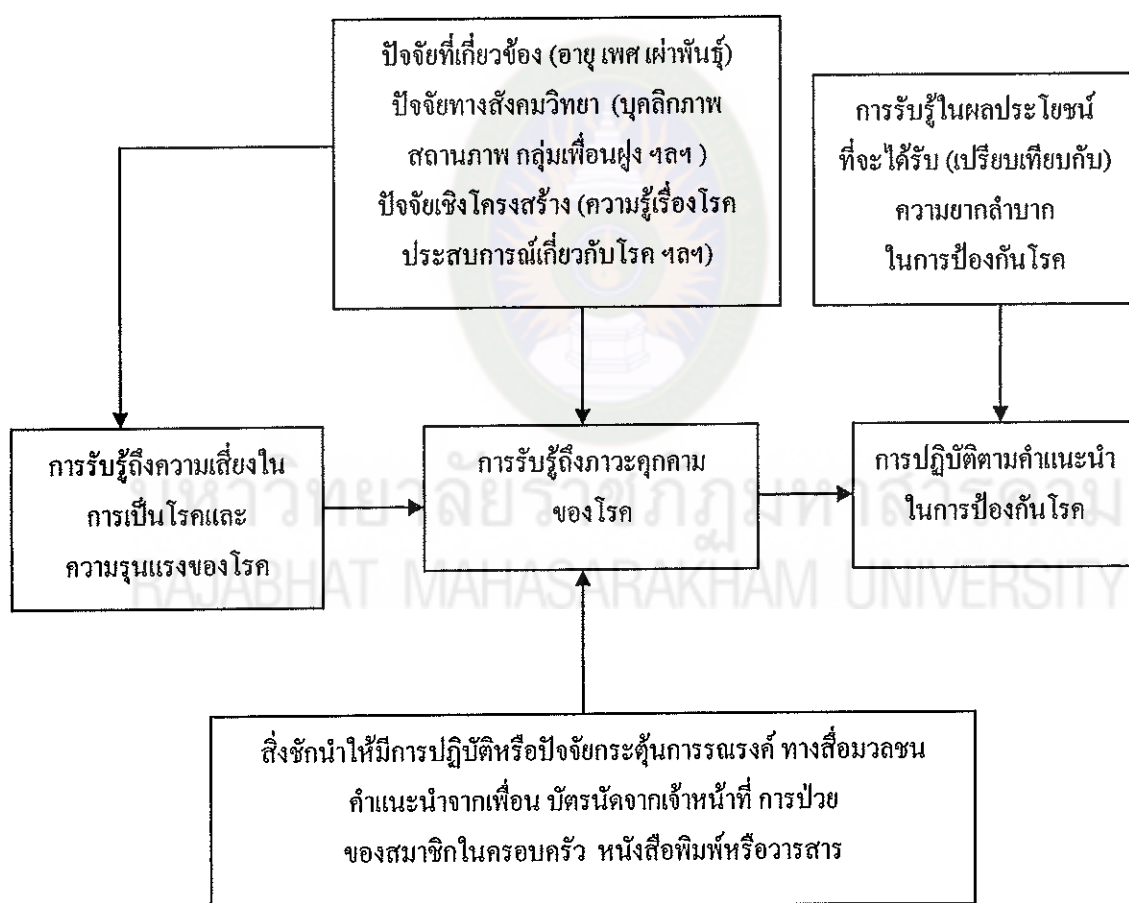 ปัจจัยที่เกี่ยวข้อง (อายุ เพศ เผ่าพันธุ์)
ปัจจัยทางสังคมวิทยา (บุคลิกภาพ
สถานภาพ กลุ่มเพื่อนฝูง ฯลฯ )
ปัจจัยเชิงโครงสร้าง (ความรู้เรื่องโรค
ประสบการณ์เกี่ยวกับโรค ฯลฯ)
การรับรู้ในผลประโยชน์
ที่จะได้รับ (เปรียบเทียบกับ)
ความยากลำบาก
ในการป้องกันโรค
การรับรู้ถึงความเสี่ยงใน
การเป็นโรคและ
ความรุนแรงของโรค
การรับรู้ถึงภาวะคุกคาม
ของโรค
การปฏิบัติตามคำแนะนำ
ในการป้องกันโรค
มหาวิทยาลัยราชภัฏมหาสารคาม
RAJABHAT MAHASARAKHAM UNIVERSITY
สิ่งชักนำให้มีการปฏิบัติหรือปัจจัยกระตุ้นการรณรงค์ ทางสื่อมวลชน
คำแนะนำจากเพื่อน บัตรนัดจากเจ้าหน้าที่ การป่วย
ของสมาชิกในครอบครัว หนังสือพิมพ์หรือวารสาร